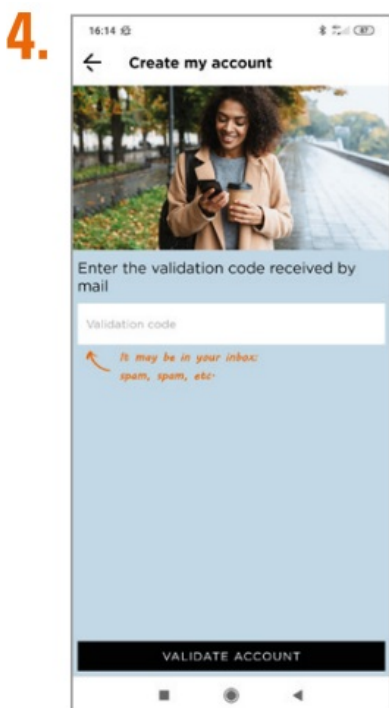 4.
16:14
87
Create my account
Enter the validation code received by
mail
Validation code
It may be in your inbox:
spam, spam, etc.
VALIDATE ACCOUNT